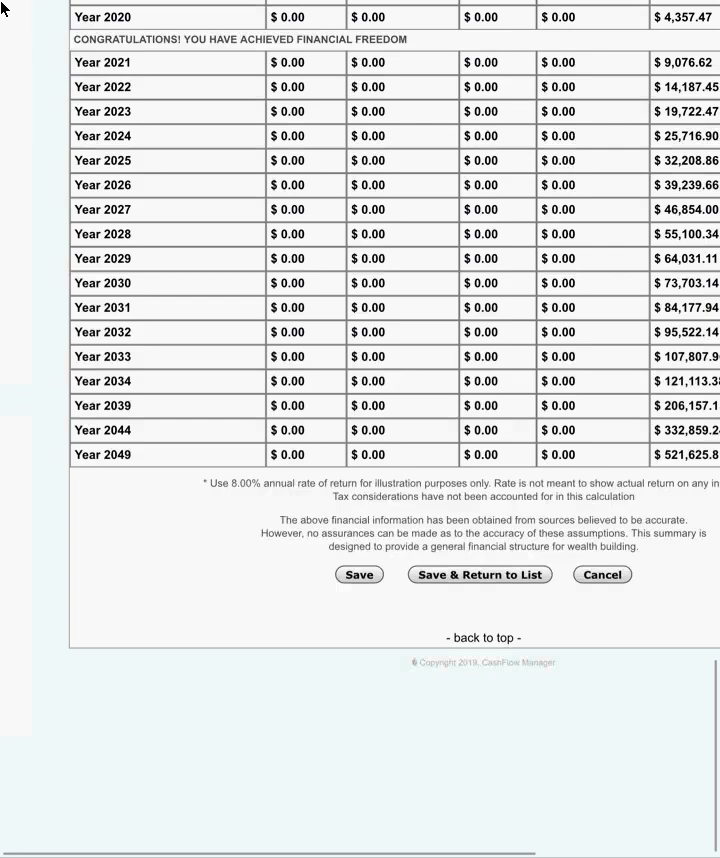 Year 2020 $ 0.00 $ 0.00 $ 0.00 $ 0.00 $ 4,357.47
CONGRATULATIONS! YOU HAVE ACHIEVED FINANCIAL FREEDOM
Year 2021 $ 0.00 $ 0.00 $ 0.00 $ 0.00 $ 9,076.62
Year 2022 $ 0.00 $ 0.00 $ 0.00 $ 0.00 $ 14,187.45
Year 2023 $ 0.00 $ 0.00 $ 0.00 $ 0.00 $ 19,722.47
Year 2024 $ 0.00 $ 0.00 $ 0.00 $ 0.00 $ 25,716.90
Year 2025 $ 0.00 $ 0.00 $ 0.00 $ 0.00 $ 32,208.86
Year 2026 $ 0.00 $ 0.00 $ 0.00 $ 0.00 $ 39,239.66
Year 2027 $ 0.00 $ 0.00 $ 0.00 $ 0.00 $ 46,854.00
Year 2028 $ 0.00 $ 0.00 $ 0.00 $ 0.00 $ 55,100.34
Year 2029 $ 0.00 $ 0.00 $ 0.00 $ 0.00 $ 64,031.11
Year 2030 $ 0.00 $ 0.00 $ 0.00 $ 0.00 $ 73,703.14
Year 2031 $ 0.00 $ 0.00 $ 0.00 $ 0.00 $ 84,177.94
Year 2032 $ 0.00 $ 0.00 $ 0.00 $ 0.00 $ 95,522.14
Year 2033 $ 0.00 $ 0.00 $ 0.00 $ 0.00 $ 107,807.9
Year 2034 $ 0.00 $ 0.00 $ 0.00 $ 0.00 $ 121,113.3
Year 2039 $ 0.00 $ 0.00 $ 0.00 $ 0.00 $ 206,157.1
Year 2044 $ 0.00 $ 0.00 $ 0.00 $ 0.00 $ 332,859.2
Year 2049 $ 0.00 $ 0.00 $ 0.00 $ 0.00 $ 521,625.8
* Use 8.00% annual rate of return for illustration purposes only. Rate is not meant to show actual return on any in
Tax considerations have not been accounted for in this calculation
The above financial information has been obtained from sources believed to be accurate.
However, no assurances can be made as to the accuracy of these assumptions. This summary is
designed to provide a general financial structure for wealth building.
Save Save & Return to List Cancel
- back to top -
� Copyright 2019, CashFlow Manager